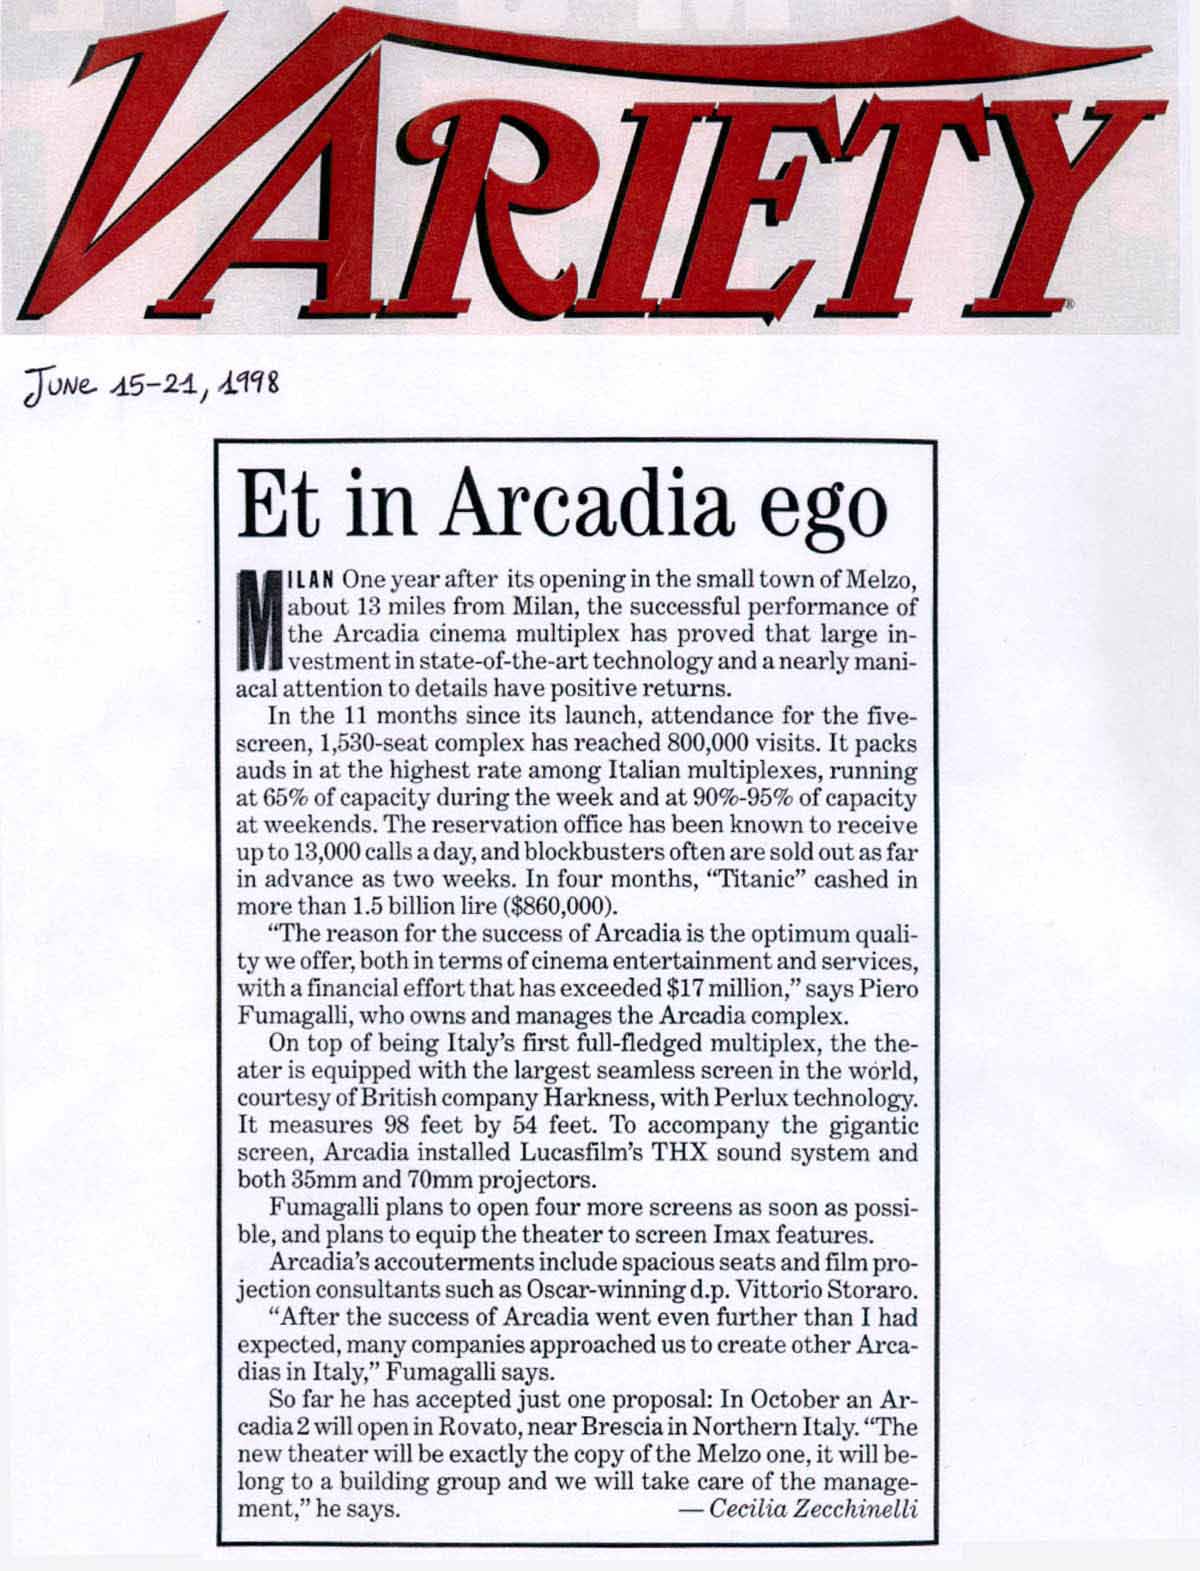 VARIETY®
June 15-21, 1998
Et in Arcadia ego
MILAN One year after its opening in the small town of Melzo,
about 13 miles from Milan, the successful performance of
the Arcadia cinema multiplex has proved that large in-
vestment in state-of-the-art technology and a nearly mani-
acal attention to details have positive returns.
In the 11 months since its launch, attendance for the five-
screen, 1,530-seat complex has reached 800,000 visits. It packs
auds in at the highest rate among Italian multiplexes, running
at 65% of capacity during the week and at 90%-95% of capacity
at weekends. The reservation office has been known to receive
up to 13,000 calls a day, and blockbusters often are sold out as far
in advance as two weeks. In four months, “Titanic” cashed in
more than 1.5 billion lire ($860,000).
“The reason for the success of Arcadia is the optimum quali-
ty we offer, both in terms of cinema entertainment and services,
with a financial effort that has exceeded $17 million,” says Piero
Fumagalli, who owns and manages the Arcadia complex.
On top of being Italy’s first full-fledged multiplex, the the-
ater is equipped with the largest seamless screen in the world,
courtesy of British company Harkness, with Perlux technology.
It measures 98 feet by 54 feet. To accompany the gigantic
screen, Arcadia installed Lucasfilm’s THX sound system and
both 35mm and 70mm projectors.
Fumagalli plans to open four more screens as soon as possi-
ble, and plans to equip the theater to screen Imax features.
Arcadia’s accouterments include spacious seats and film pro-
jection consultants such as Oscar-winning d.p. Vittorio Storaro.
“After the success of Arcadia went even further than I had
expected, many companies approached us to create other Arca-
dias in Italy,” Fumagalli says.
So far he has accepted just one proposal: In October an Ar-
cadia 2 will open in Rovato, near Brescia in Northern Italy. “The
new theater will be exactly the copy of the Melzo one, it will be-
long to a building group and we will take care of the manage-
ment,” he says. — Cecilia Zecchinelli